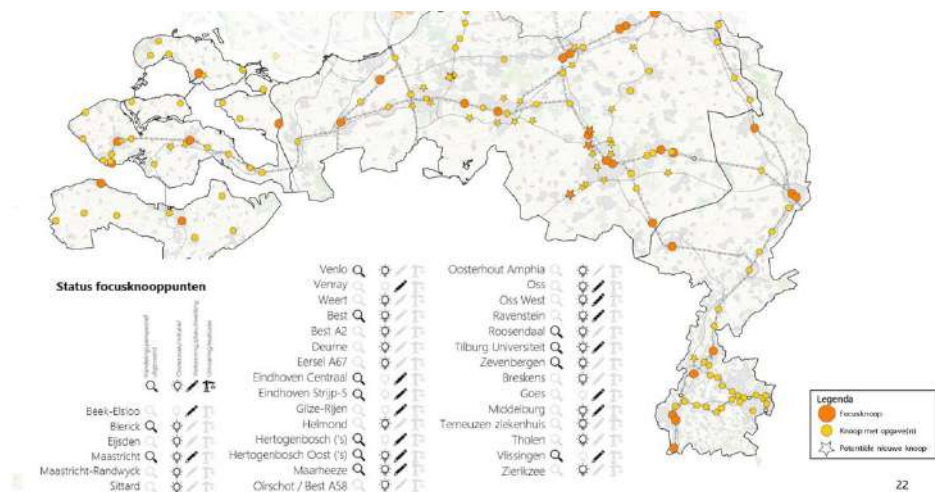 Status focusknooppunten
Beek-Elsloo
Blerick
Eijsden
Maastricht
Maastricht-Randwyck
Sittard
Venlo
Venray
Weert
Best
Best A2
Deurne
Eersel A67
Eindhoven Centraal
Eindhoven Strijp-S
Gilze-Rijen
Helmond
Hertogenbosch ('s)
Hertogenbosch Oost ('s)
Maarheeze
Oirschot / Best A58
Oosterhout Amphia
Oss
Oss West
Ravenstein
Roosendaal
Tilburg Universiteit
Zevenbergen
Breskens
Goes
Middelburg
Terneuzen ziekenhuis
Tholen
Vlissingen
Zierikzee
Legenda
Focusknoop
Knoop met opgave(n)
Potentiële nieuwe knoop
22